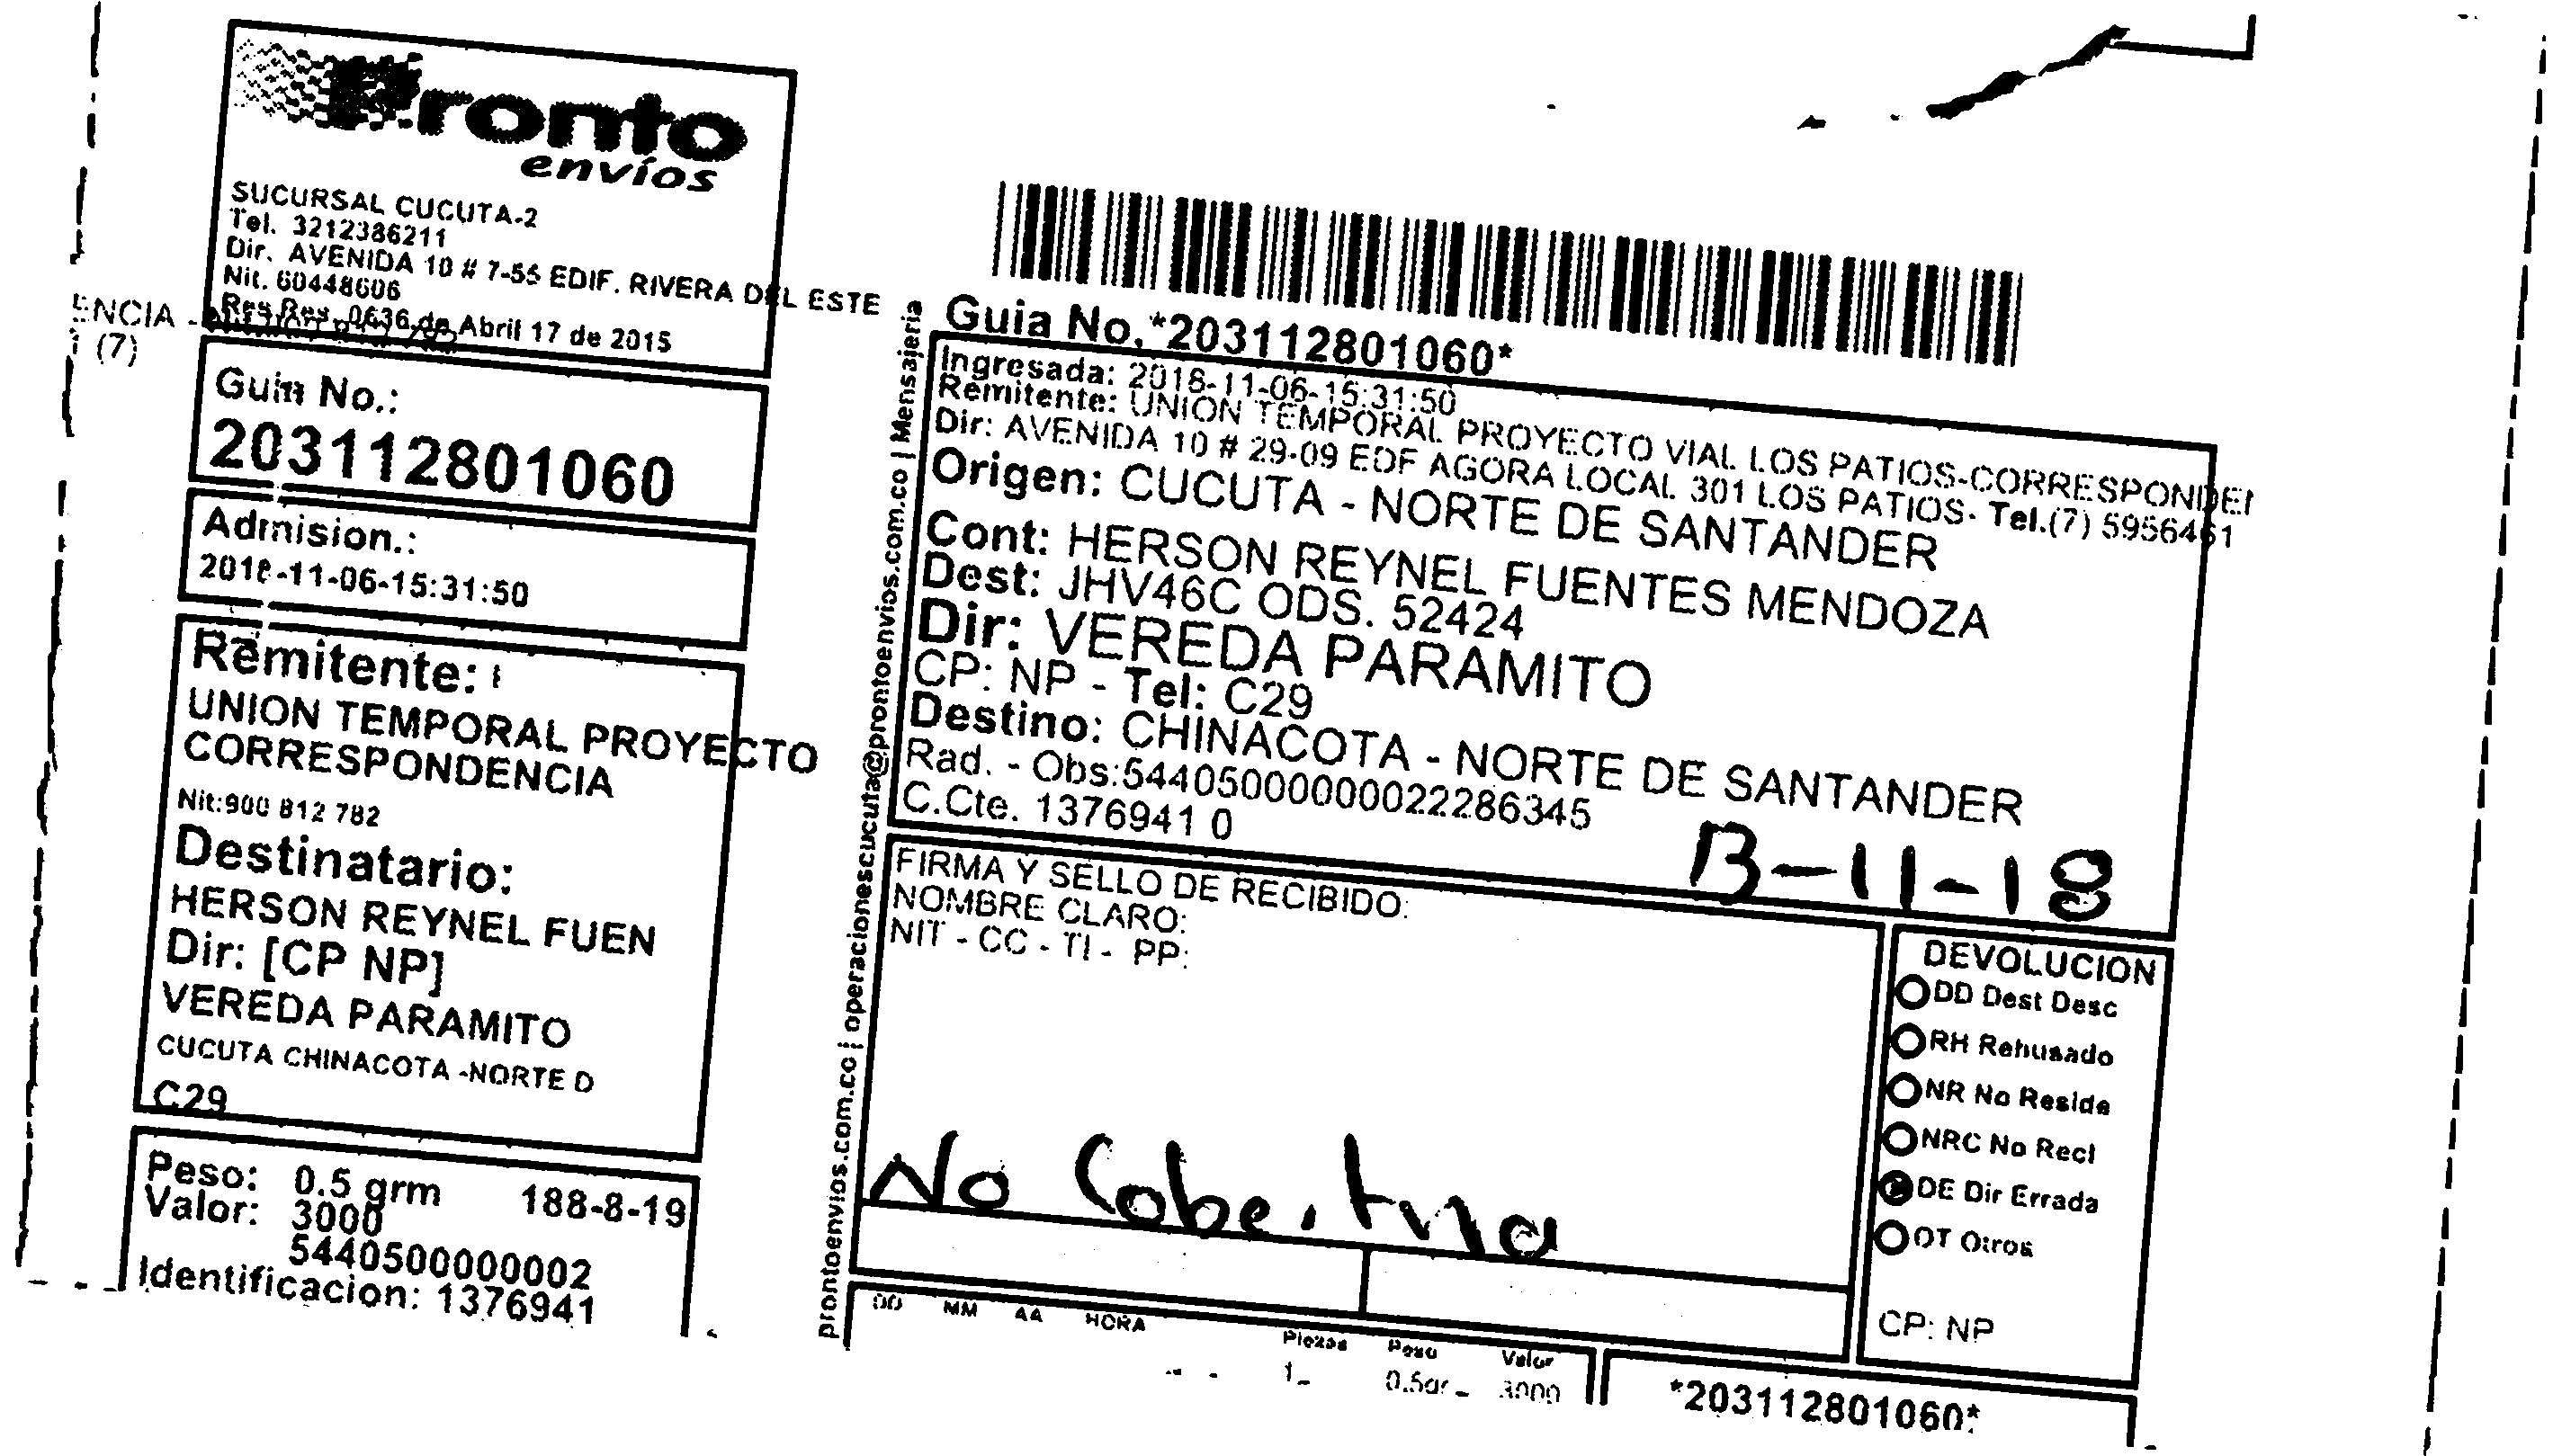 Pronto
envíos
SUCURSAL CUCUTA-2
Tel. 3212386211
Dir. AVENIDA 10 # 7-55 EDIF. RIVERA DEL ESTE
Nit. 60448606
Res Res. 0636 de Abril 17 de 2015
ENCIA -
(7)
Guia No.:
203112801060
Admision.:
2018-11-06-15:31:50
Remitente:
UNION TEMPORAL PROYECTO
CORRESPONDENCIA
Nit:900 812 782
Destinatario:
HERSON REYNEL FUEN
Dir: [CP NP]
VEREDA PARAMITO
CUCUTA CHINACOTA -NORTE D
C29
Peso: 0.5 grm 188-8-19
Valor: 3000
5440500000002
Identificacion: 1376941
prontoenvios.com.co | operacionescucuta@prontoenvios.com.co | Mensajeria
Guia No. *203112801060*
Ingresada: 2018-11-06-15:31:50
Remitente: UNION TEMPORAL PROYECTO VIAL LOS PATIOS-CORRESPONDEN
Dir: AVENIDA 10 # 29-09 EDF AGORA LOCAL 301 LOS PATIOS- Tel.(7) 5956461
Origen: CUCUTA - NORTE DE SANTANDER
Cont: HERSON REYNEL FUENTES MENDOZA
Dest: JHV46C ODS. 52424
Dir: VEREDA PARAMITO
CP: NP - Tel: C29
Destino: CHINACOTA - NORTE DE SANTANDER
Rad. - Obs:54405000000022286345
C.Cte. 1376941 0
13-11-18
FIRMA Y SELLO DE RECIBIDO:
NOMBRE CLARO:
NIT - CC - TI - PP:
No Cobertura
DEVOLUCION
DD Dest Desc
RH Rehusado
NR No Reside
NRC No Recl
DE Dir Errada
OT Otros
CP: NP
DD MM AA HORA
Piezas Peso Valor
1 0.5gr 3000
*203112801060*